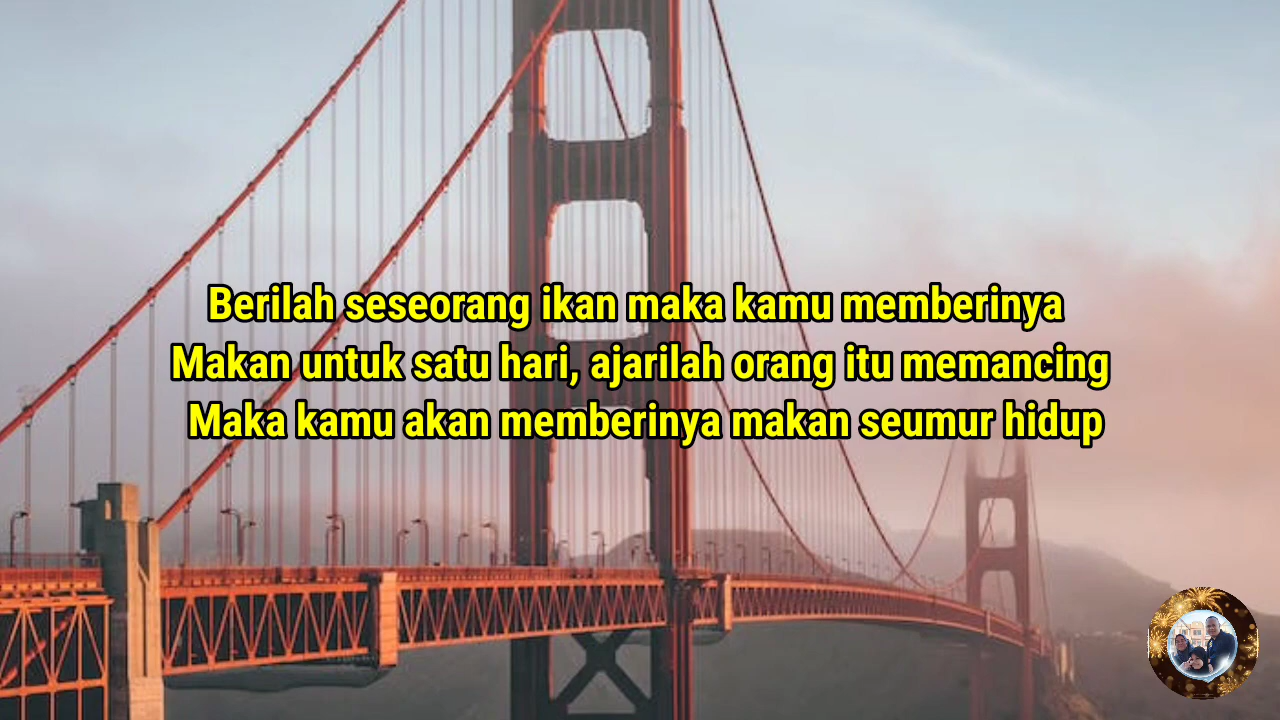 Berilah seseorang ikan maka kamu memberinya
Makan untuk satu hari, ajarilah orang itu memancing
Maka kamu akan memberinya makan seumur hidup